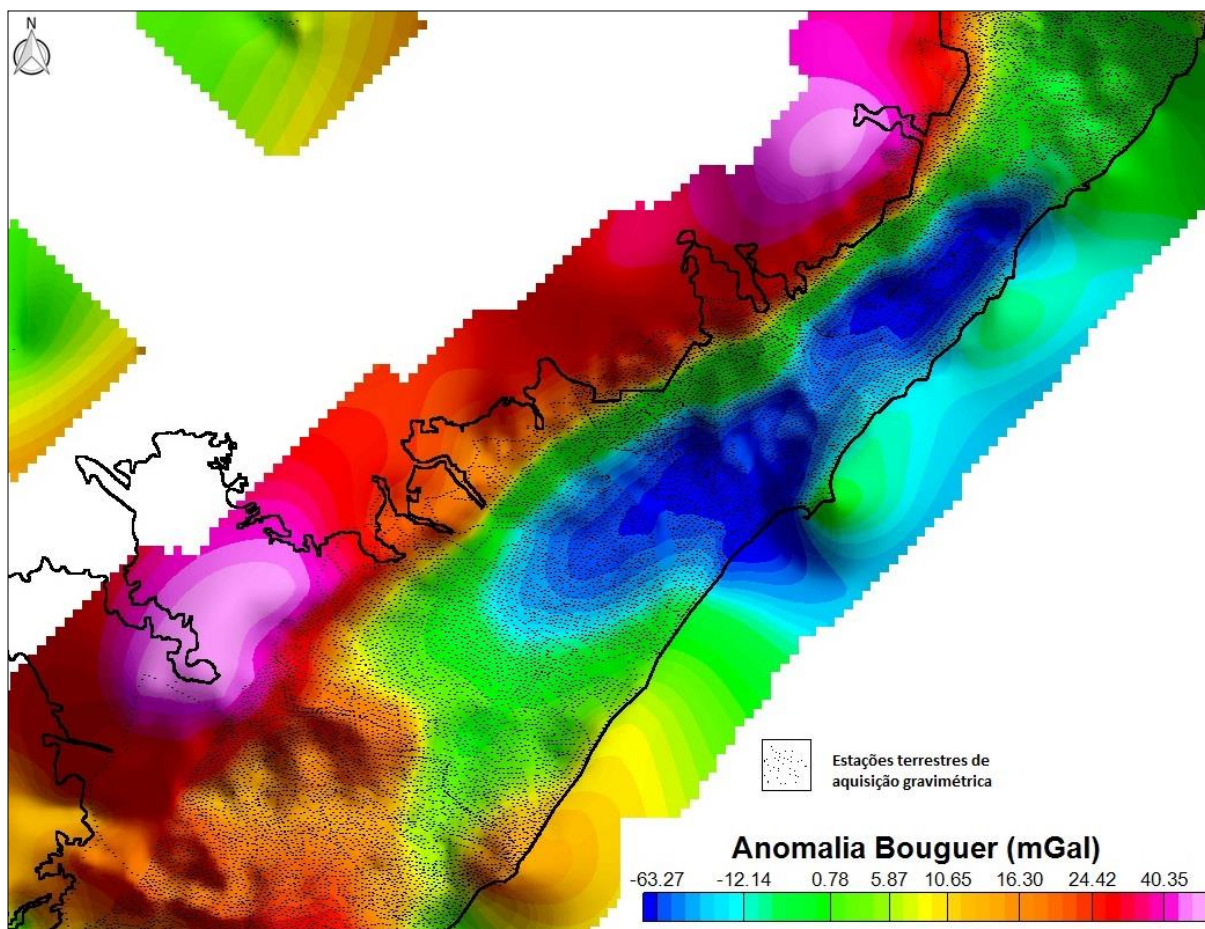 N
Estações terrestres de
aquisição gravimétrica
Anomalia Bouguer (mGal)
-63.27 -12.14 0.78 5.87 10.65 16.30 24.42 40.35